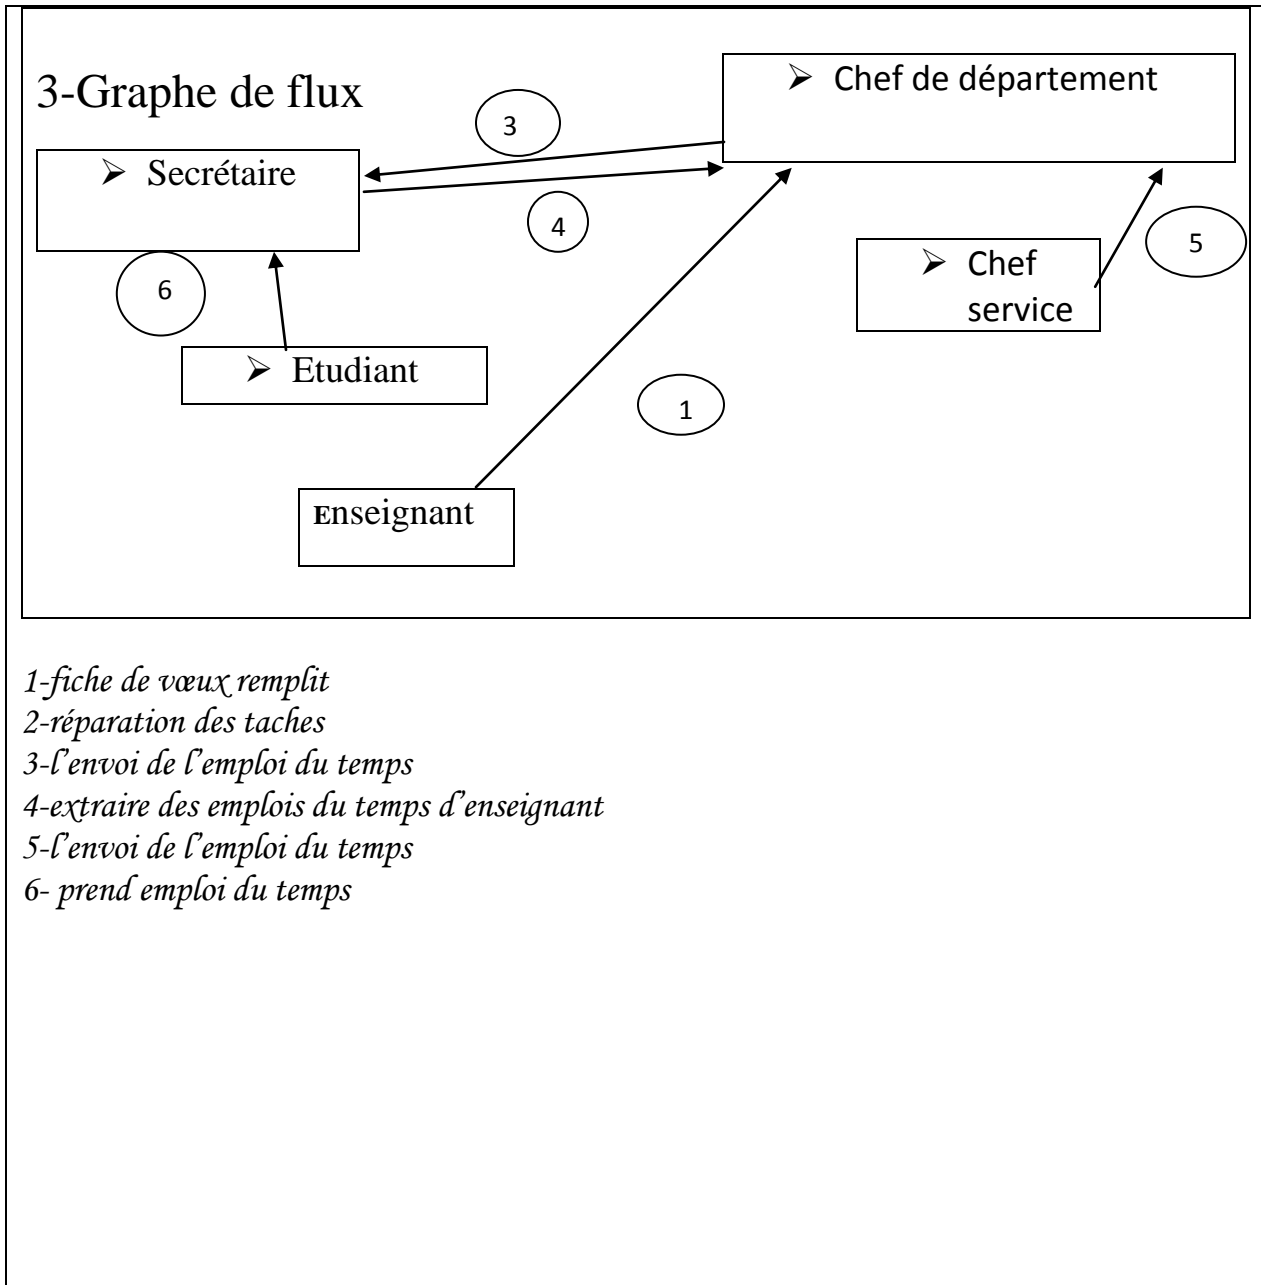 3-Graphe de flux
➢ Chef de département
3
➢ Secrétaire
4
➢ Chef
service
5
6
➢ Etudiant
1
Enseignant
1-fiche de vœux remplit
2-réparation des taches
3-l'envoi de l'emploi du temps
4-extraire des emplois du temps d'enseignant
5-l'envoi de l'emploi du temps
6- prend emploi du temps